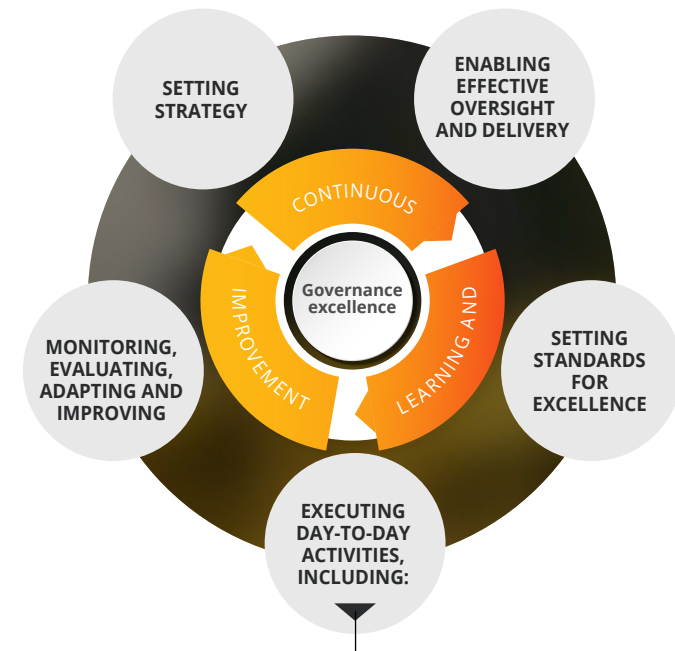 SETTING
STRATEGY
ENABLING
EFFECTIVE
OVERSIGHT
AND DELIVERY
CONTINUOUS
LEARNING AND
IMPROVEMENT
Governance
excellence
MONITORING,
EVALUATING,
ADAPTING AND
IMPROVING
SETTING
STANDARDS
FOR
EXCELLENCE
EXECUTING
DAY-TO-DAY
ACTIVITIES,
INCLUDING: